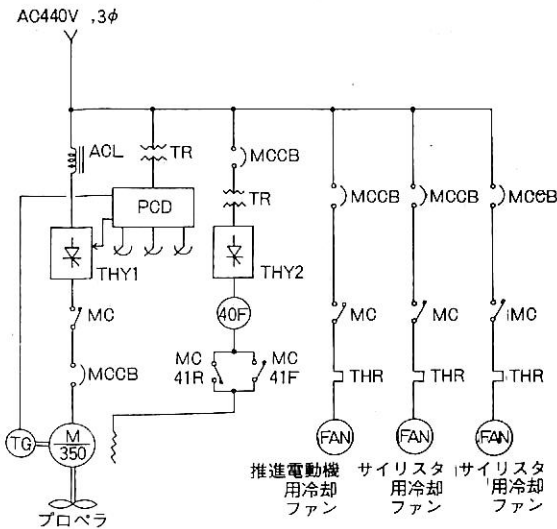 AC440V ,3φ
ACL
TR
MCCB
MCCB
MCCB
MCCB
PCD
TR
THY1
THY2
40F
MC
MC
MC
MC
MC
41R
MC
41F
MCCB
THR
THR
THR
TG
M
350
FAN
FAN
FAN
プロペラ
推進電動機
用冷却
ファン
サイリスタ
用冷却
ファン
サイリスタ
用冷却
ファン